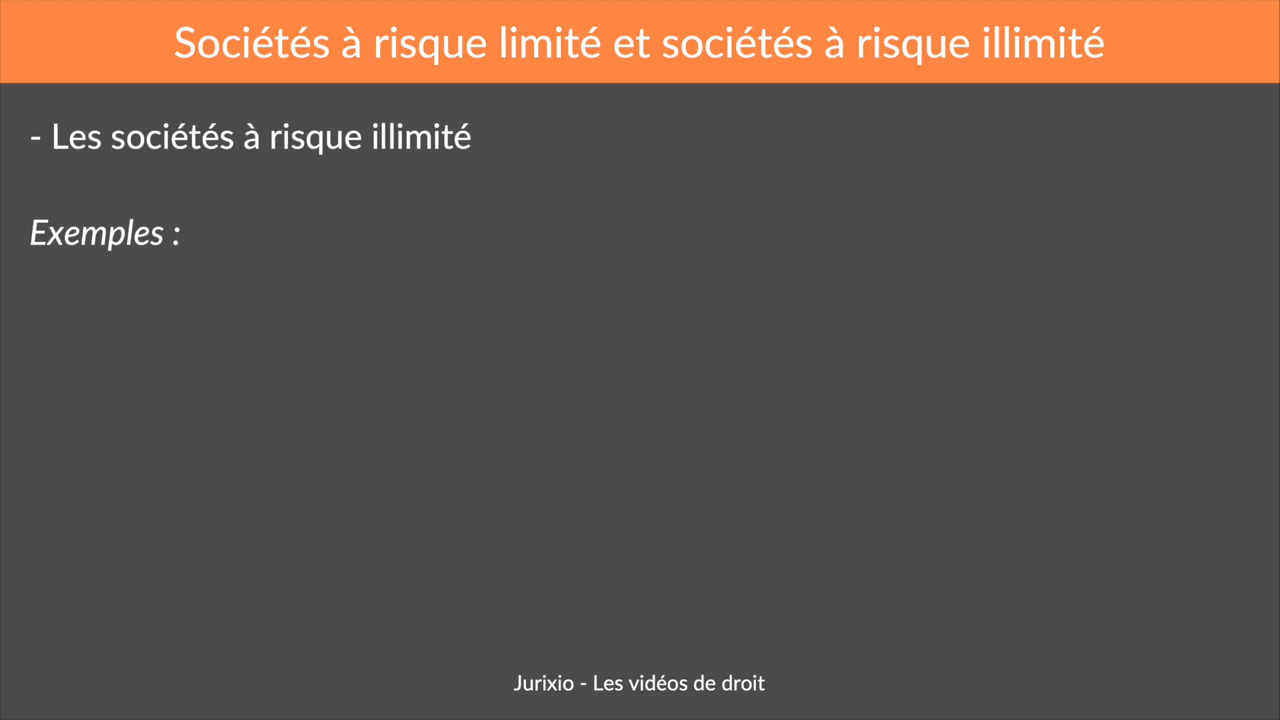 Sociétés à risque limité et sociétés à risque illimité
- Les sociétés à risque illimité
Exemples :
Jurixio - Les vidéos de droit